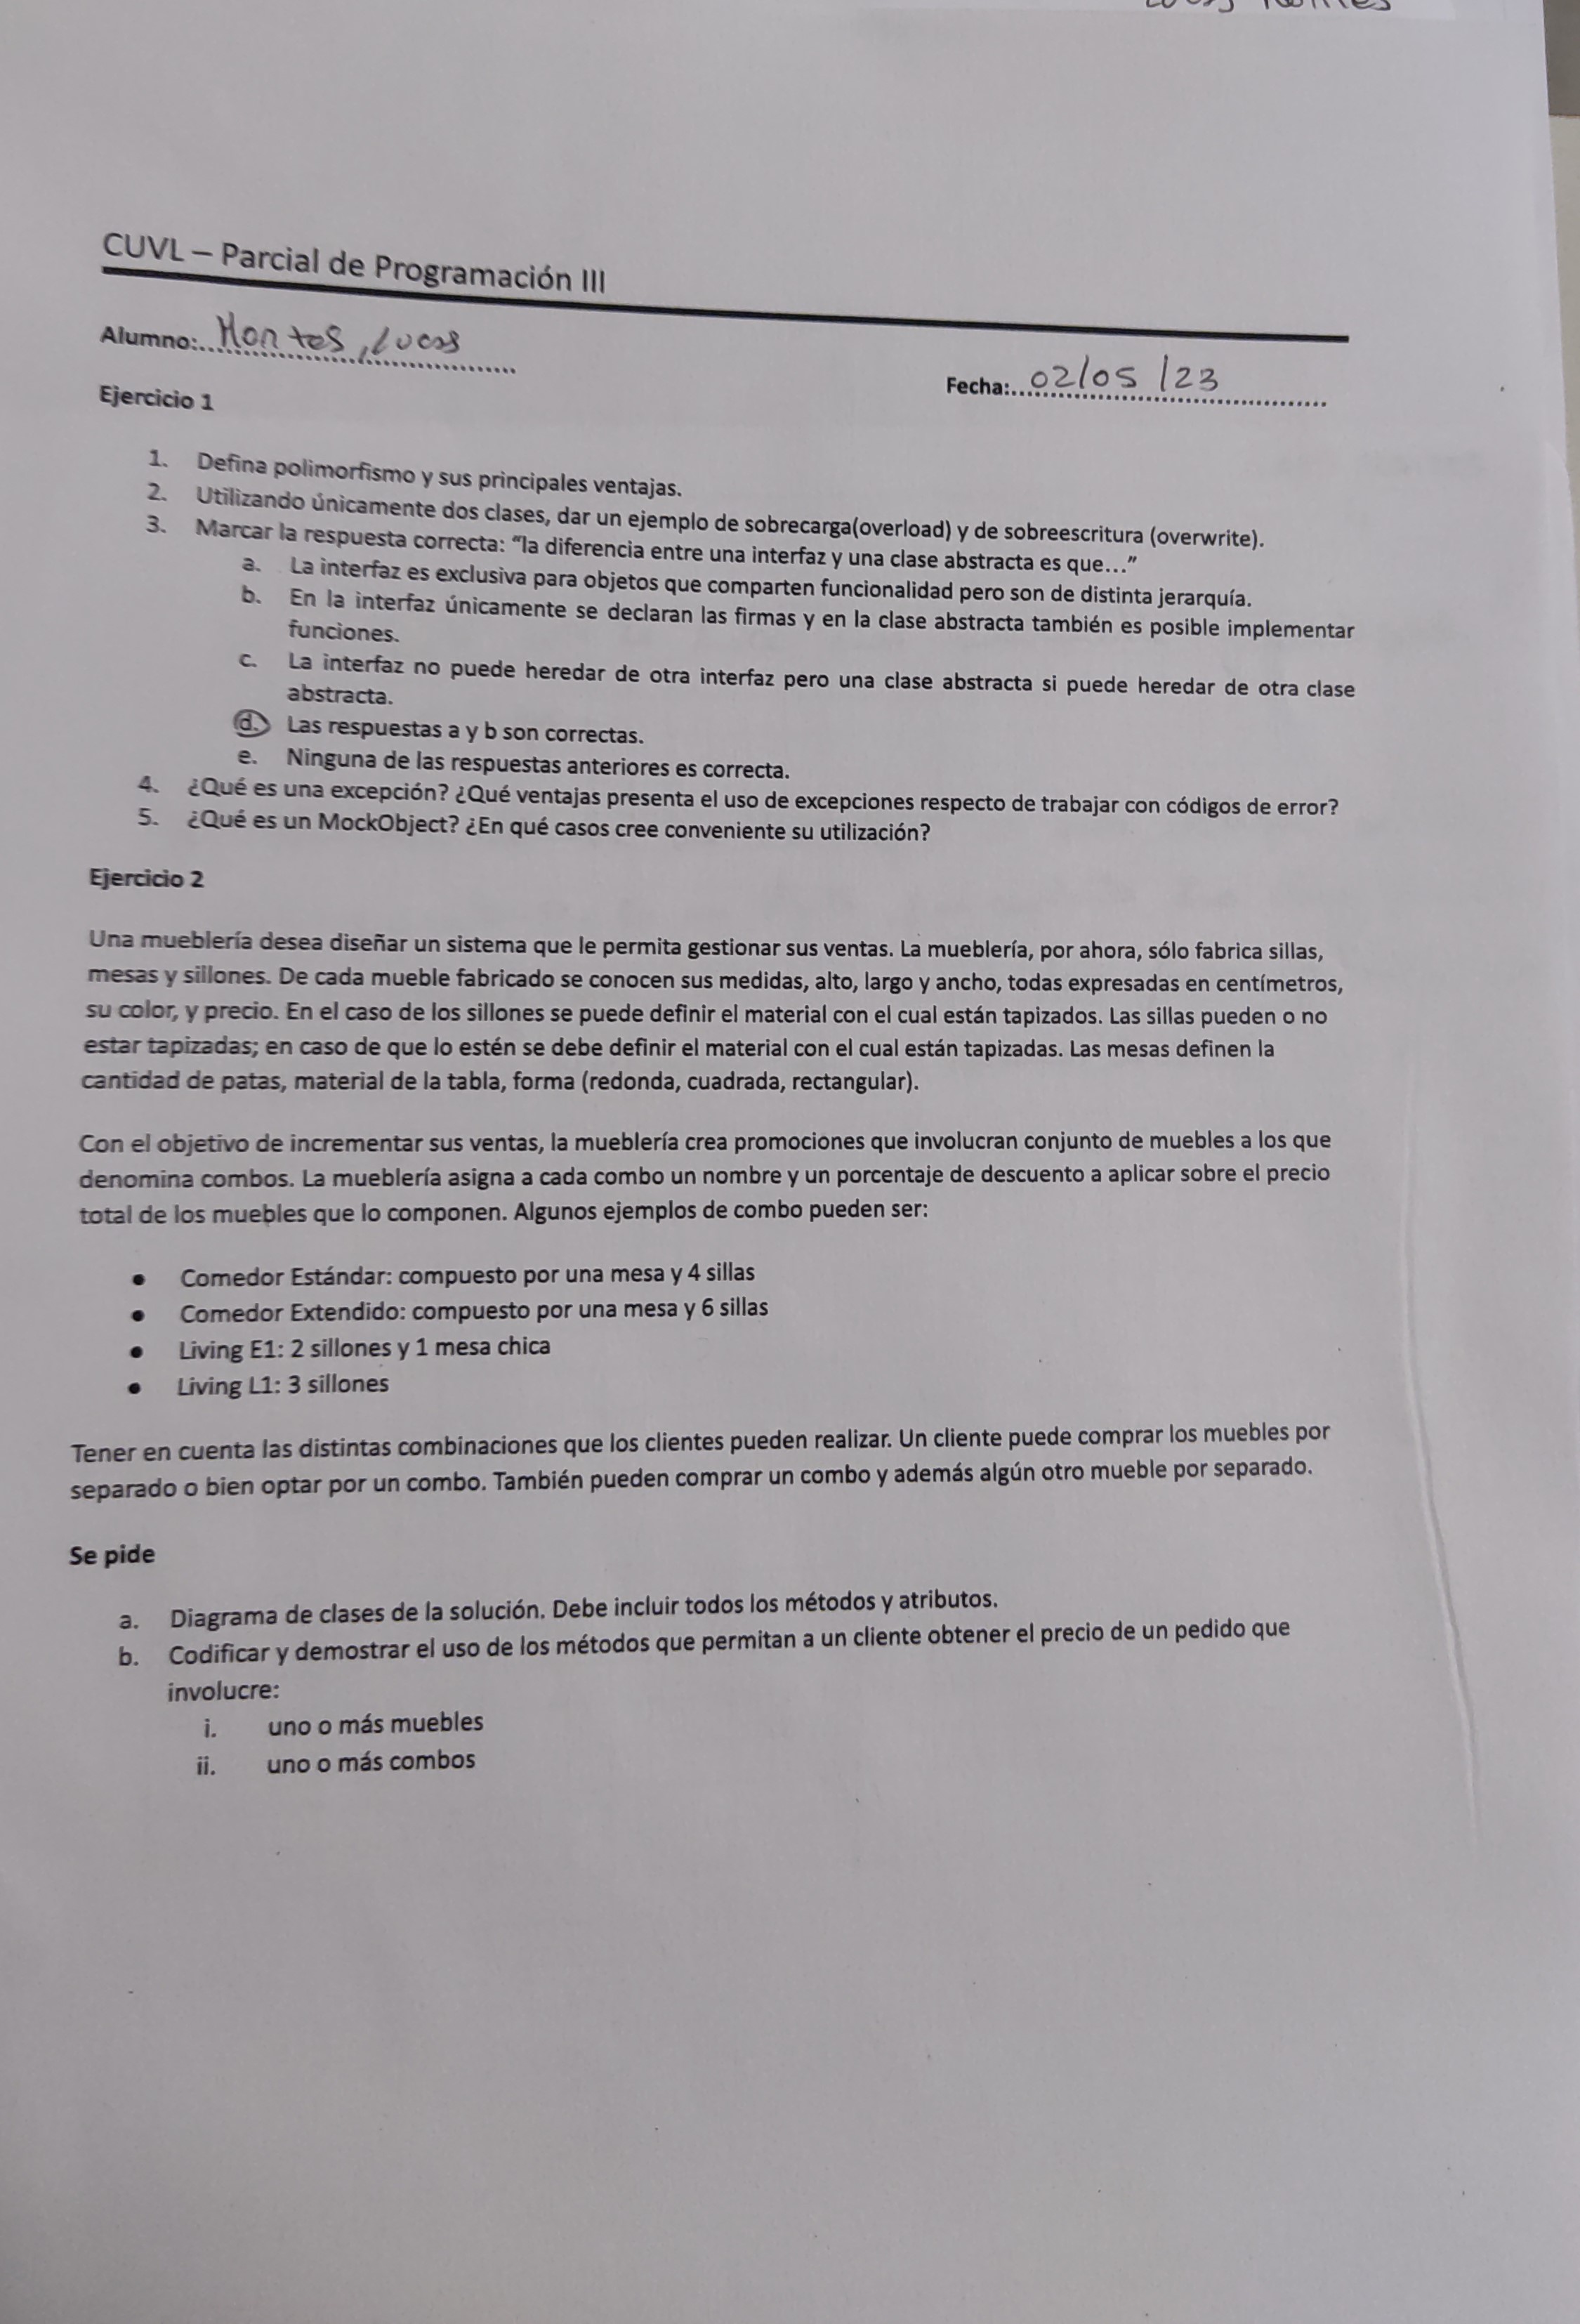 CUVL – Parcial de Programación III
Alumno: Montes, Lucas
Fecha: 02/05/23
Ejercicio 1
1. Defina polimorfismo y sus principales ventajas.
2. Utilizando únicamente dos clases, dar un ejemplo de sobrecarga(overload) y de sobreescritura (overwrite).
3. Marcar la respuesta correcta: “la diferencia entre una interfaz y una clase abstracta es que…”
a. La interfaz es exclusiva para objetos que comparten funcionalidad pero son de distinta jerarquía.
b. En la interfaz únicamente se declaran las firmas y en la clase abstracta también es posible implementar
funciones.
c. La interfaz no puede heredar de otra interfaz pero una clase abstracta si puede heredar de otra clase
abstracta.
d. Las respuestas a y b son correctas.
e. Ninguna de las respuestas anteriores es correcta.
4. ¿Qué es una excepción? ¿Qué ventajas presenta el uso de excepciones respecto de trabajar con códigos de error?
5. ¿Qué es un MockObject? ¿En qué casos cree conveniente su utilización?
Ejercicio 2
Una mueblería desea diseñar un sistema que le permita gestionar sus ventas. La mueblería, por ahora, sólo fabrica sillas,
mesas y sillones. De cada mueble fabricado se conocen sus medidas, alto, largo y ancho, todas expresadas en centímetros,
su color, y precio. En el caso de los sillones se puede definir el material con el cual están tapizados. Las sillas pueden o no
estar tapizadas; en caso de que lo estén se debe definir el material con el cual están tapizadas. Las mesas definen la
cantidad de patas, material de la tabla, forma (redonda, cuadrada, rectangular).
Con el objetivo de incrementar sus ventas, la mueblería crea promociones que involucran conjunto de muebles a los que
denomina combos. La mueblería asigna a cada combo un nombre y un porcentaje de descuento a aplicar sobre el precio
total de los muebles que lo componen. Algunos ejemplos de combo pueden ser:
• Comedor Estándar: compuesto por una mesa y 4 sillas
• Comedor Extendido: compuesto por una mesa y 6 sillas
• Living E1: 2 sillones y 1 mesa chica
• Living L1: 3 sillones
Tener en cuenta las distintas combinaciones que los clientes pueden realizar. Un cliente puede comprar los muebles por
separado o bien optar por un combo. También pueden comprar un combo y además algún otro mueble por separado.
Se pide
a. Diagrama de clases de la solución. Debe incluir todos los métodos y atributos.
b. Codificar y demostrar el uso de los métodos que permitan a un cliente obtener el precio de un pedido que
involucre:
i. uno o más muebles
ii. uno o más combos